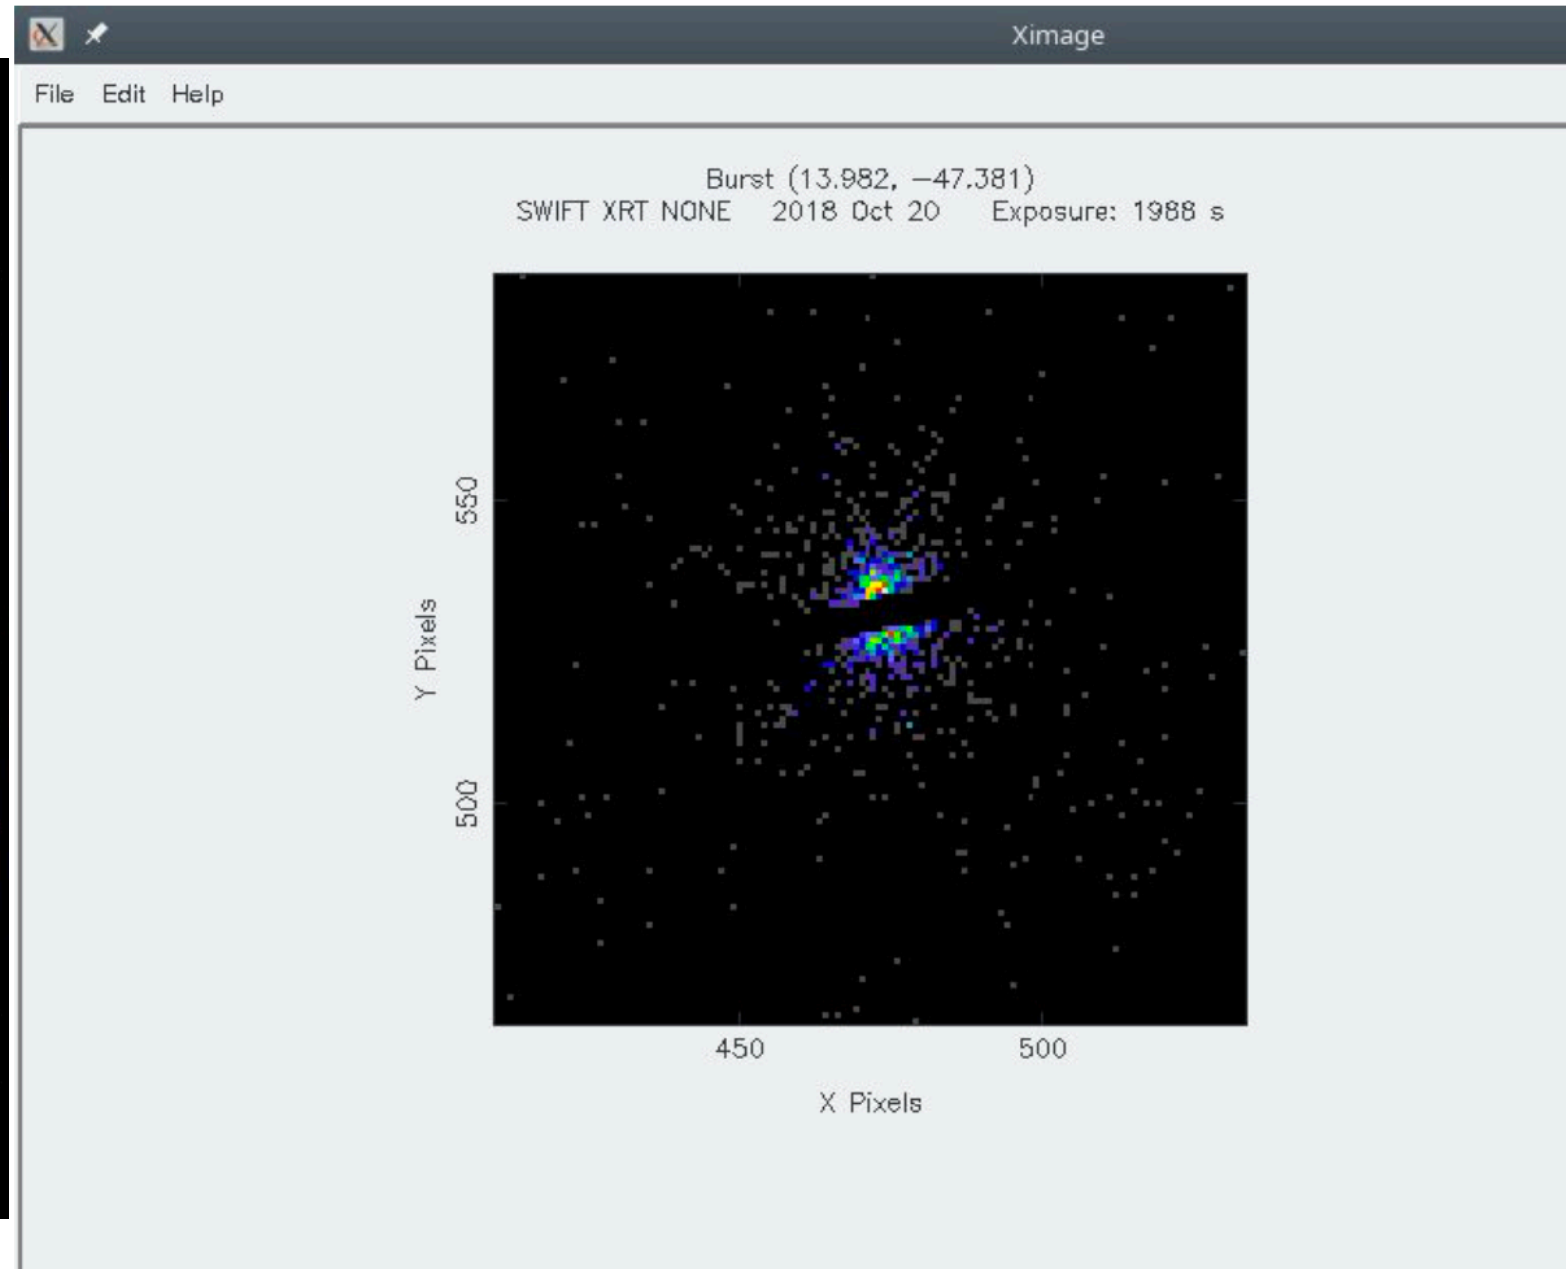 Ximage
File Edit Help
Burst (13.982, −47.381)
SWIFT XRT NONE 2018 Oct 20 Exposure: 1988 s
550
Y Pixels
500
450 500
X Pixels